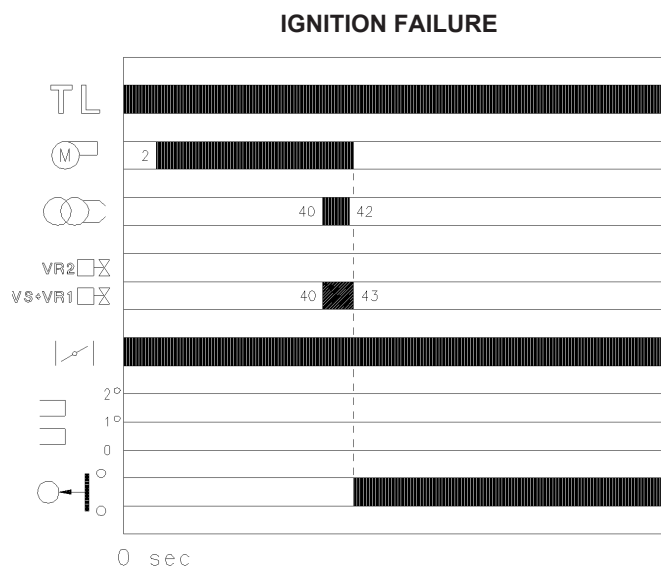 IGNITION FAILURE
TL
M 2
40 42
VR2
VS+VR1 40 43
2°
1°
0
0 sec